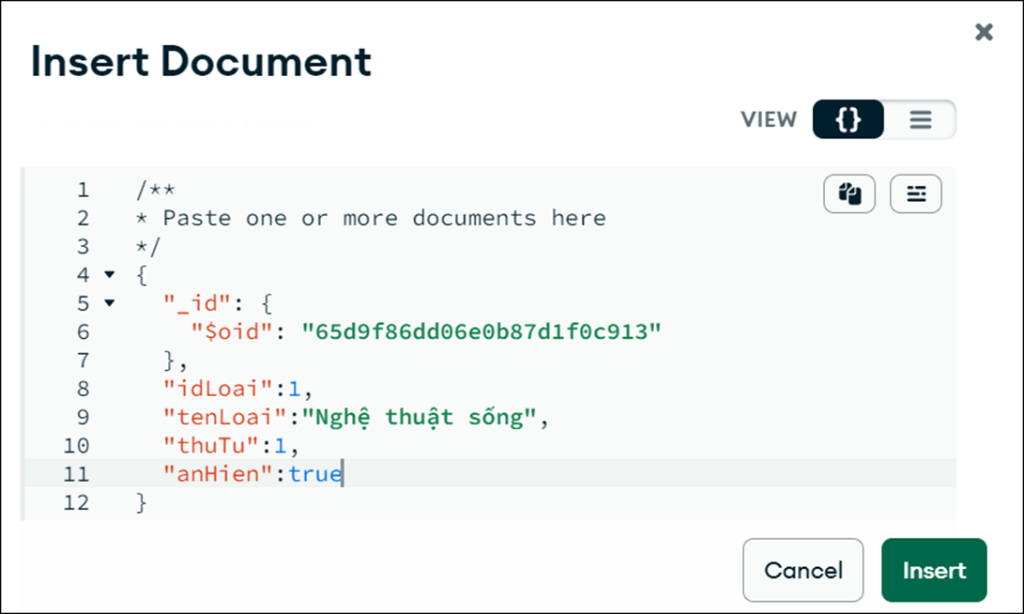 Insert Document
VIEW {}
1 /**
2 * Paste one or more documents here
3 */
4 {
5 "_id": {
6 "$oid": "65d9f86dd06e0b87d1f0c913"
7 },
8 "idLoai":1,
9 "tenLoai":"Nghệ thuật sống",
10 "thuTu":1,
11 "anHien":true
12 }
Cancel Insert